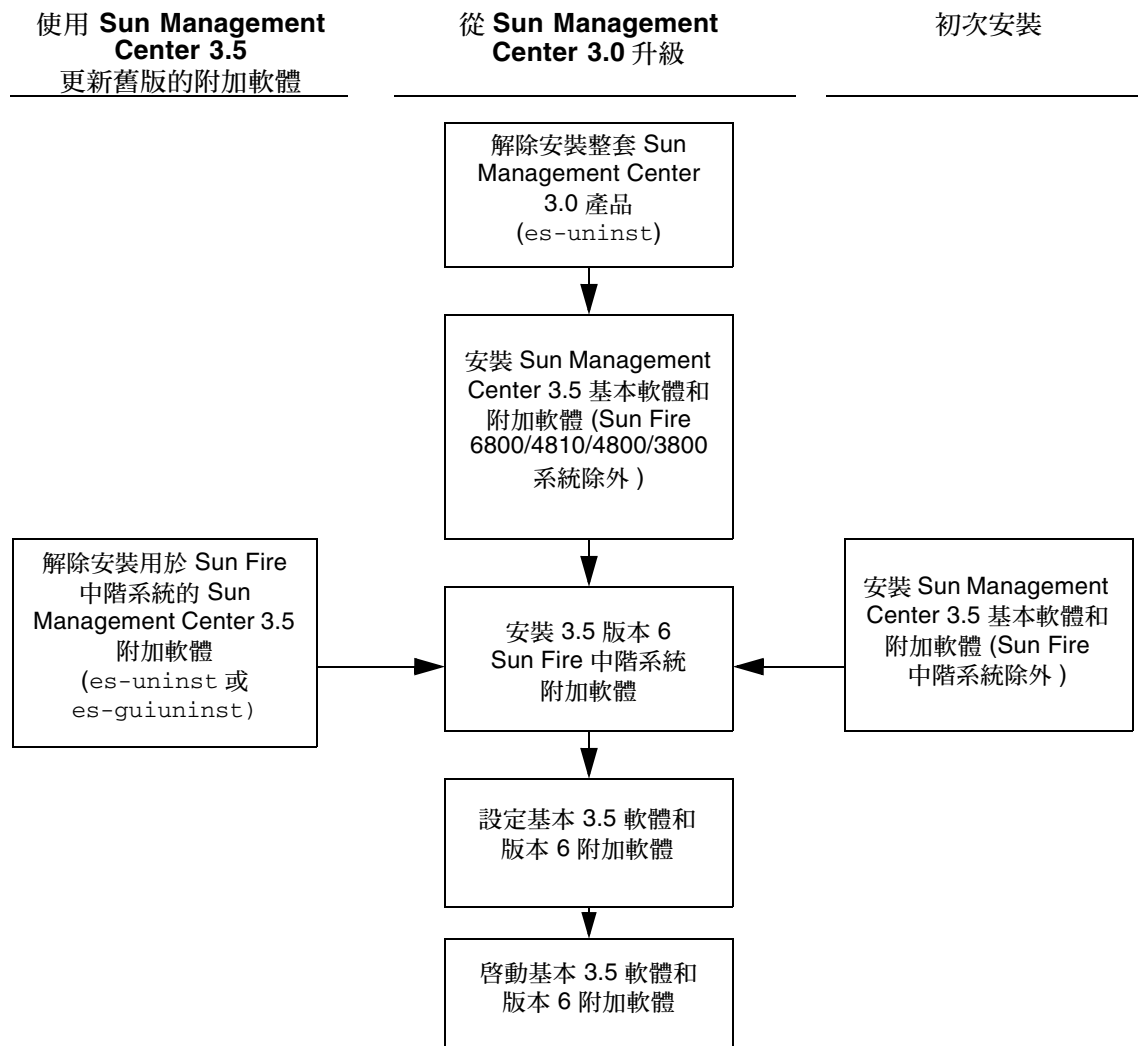 使用 Sun Management
Center 3.5
更新舊版的附加軟體
從 Sun Management
Center 3.0 升級
初次安裝
解除安裝整套 Sun
Management Center
3.0 產品
(es-uninst)
安裝 Sun Management
Center 3.5 基本軟體和
附加軟體 (Sun Fire
6800/4810/4800/3800
系統除外 )
解除安裝用於 Sun Fire
中階系統的 Sun
Management Center 3.5
附加軟體
(es-uninst 或
es-guiuninst)
安裝 3.5 版本 6
Sun Fire 中階系統
附加軟體
安裝 Sun Management
Center 3.5 基本軟體和
附加軟體 (Sun Fire
中階系統除外 )
設定基本 3.5 軟體和
版本 6 附加軟體
啓動基本 3.5 軟體和
版本 6 附加軟體